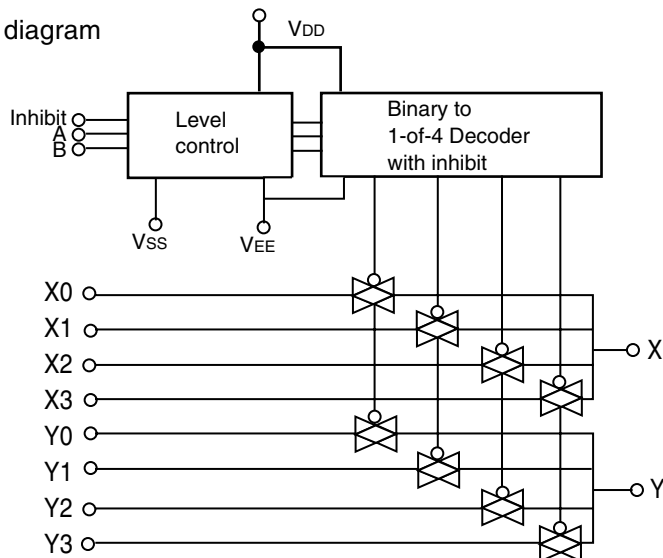 diagram
VDD
Inhibit
A
B
Level
control
Binary to
1-of-4 Decoder
with inhibit
VSS
VEE
X0
X1
X2
X3
X
Y0
Y1
Y2
Y3
Y